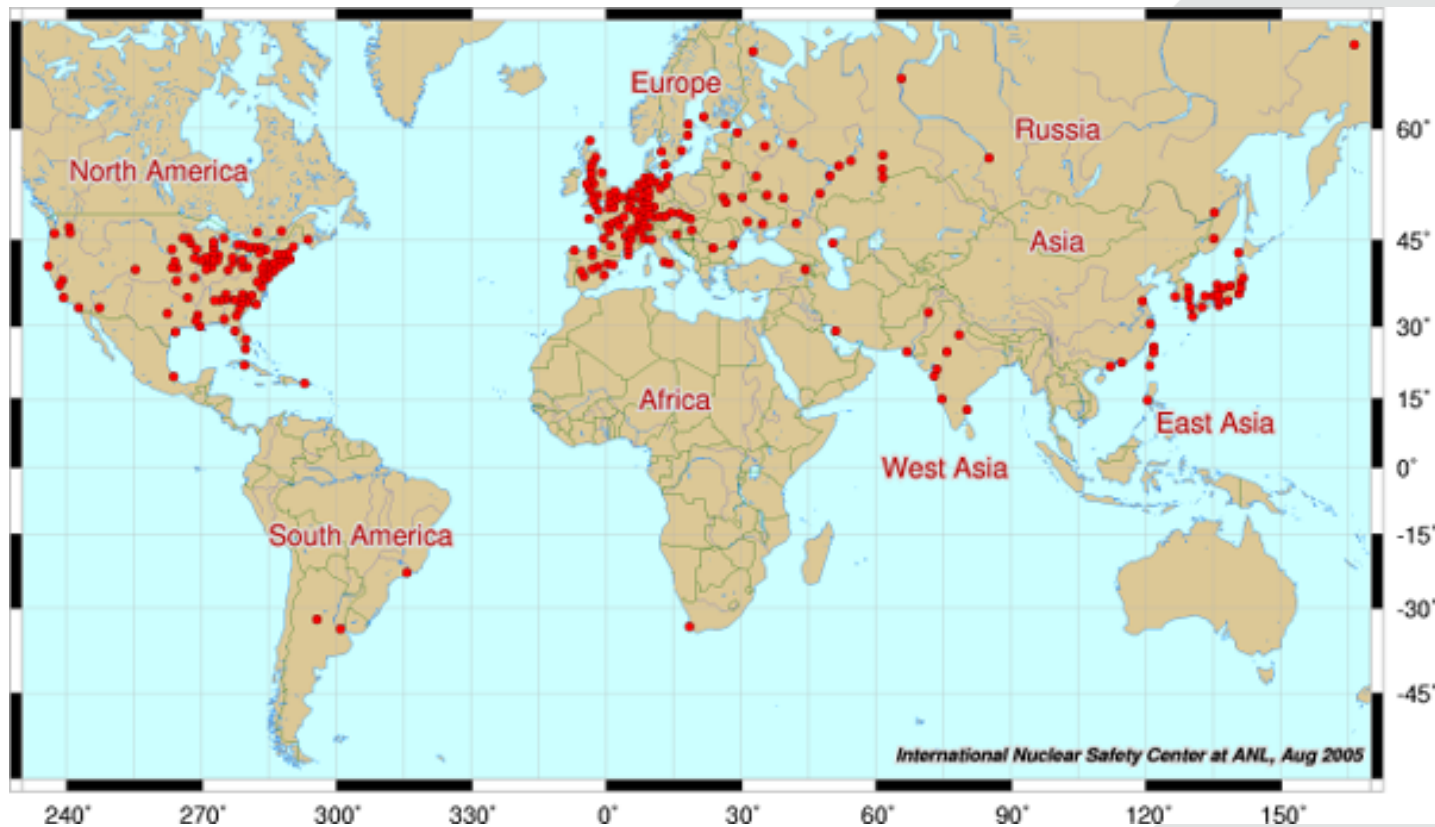 Europe
60°
Russia
North America
45°
Asia
30°
Africa
15°
East Asia
0°
West Asia
South America
-15°
-30°
-45°
International Nuclear Safety Center at ANL, Aug 2005
240° 270° 300° 330° 0° 30° 60° 90° 120° 150°